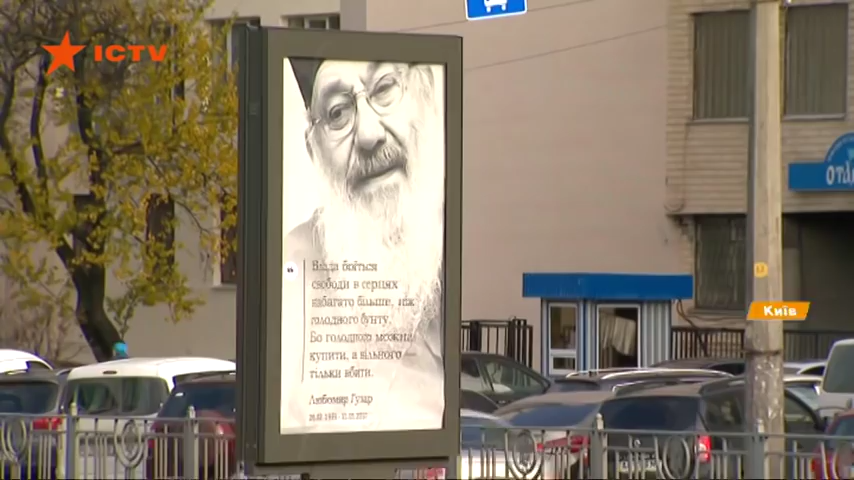 ICTV
Влада боїться
свободи в серцях
набагато більше, ніж
голодного бунту.
Бо голодного можна
купити, а вільного —
тільки вбити.
Любомир Гузар
Київ